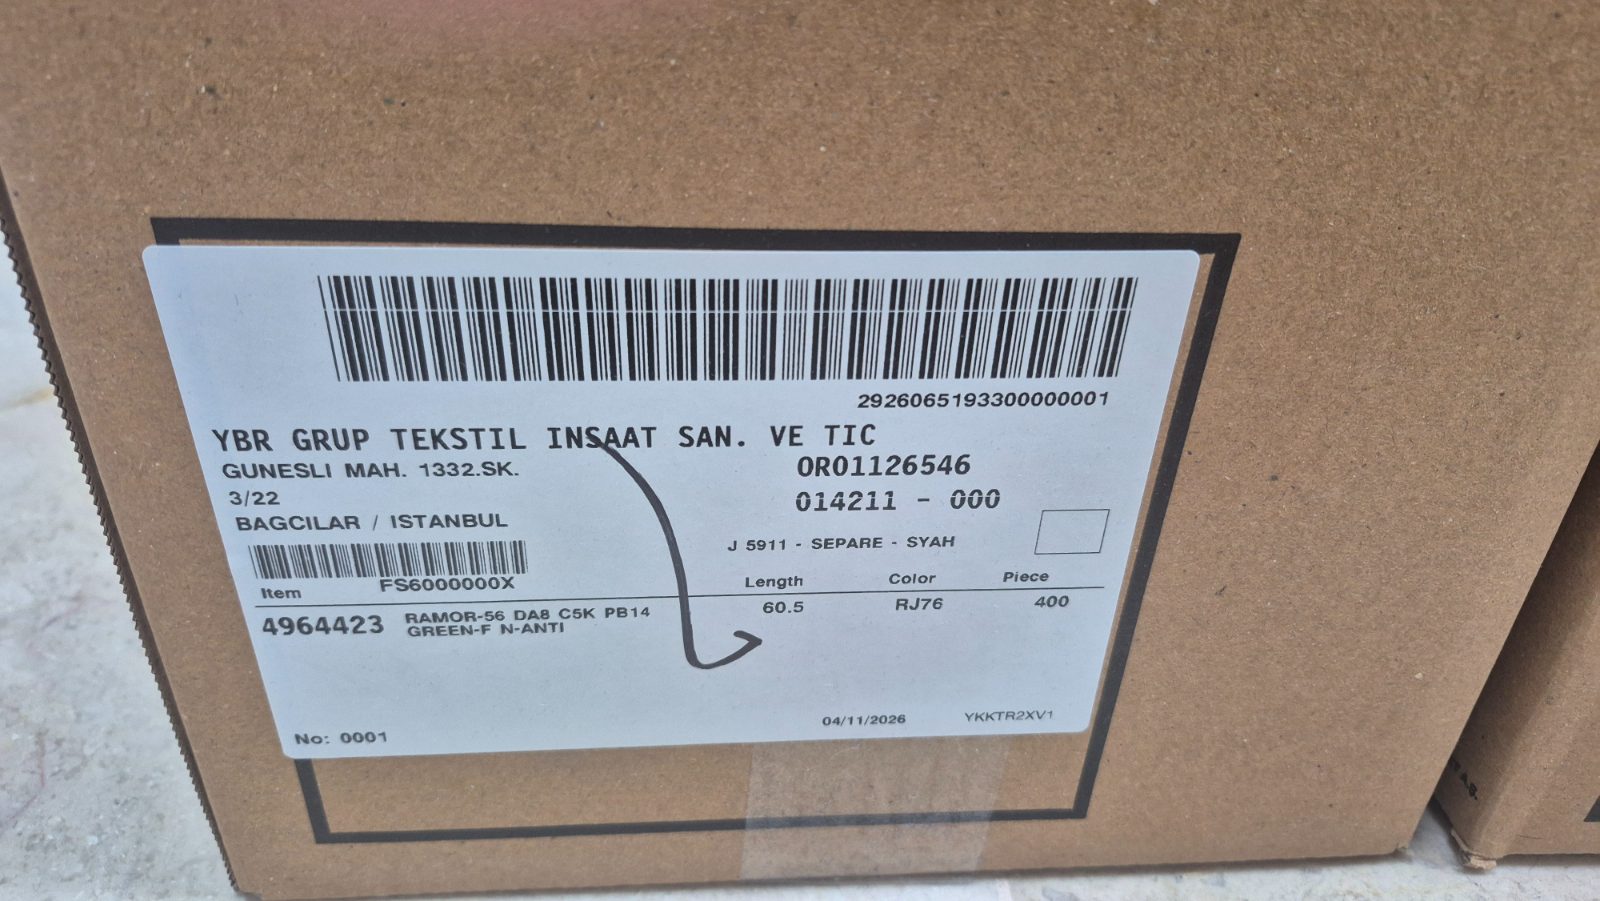 2926065193300000001
YBR GRUP TEKSTIL INSAAT SAN. VE TIC
GUNESLI MAH. 1332.SK.
OR01126546
3/22
014211 - 000
BAGCILAR / ISTANBUL
J 5911 - SEPARE - SYAH
FS6000000X
Item Length Color Piece
4964423 RAMOR-56 DA8 C5K PB14 60.5 RJ76 400
GREEN-F N-ANTI
04/11/2026 YKKTR2XV1
No: 0001